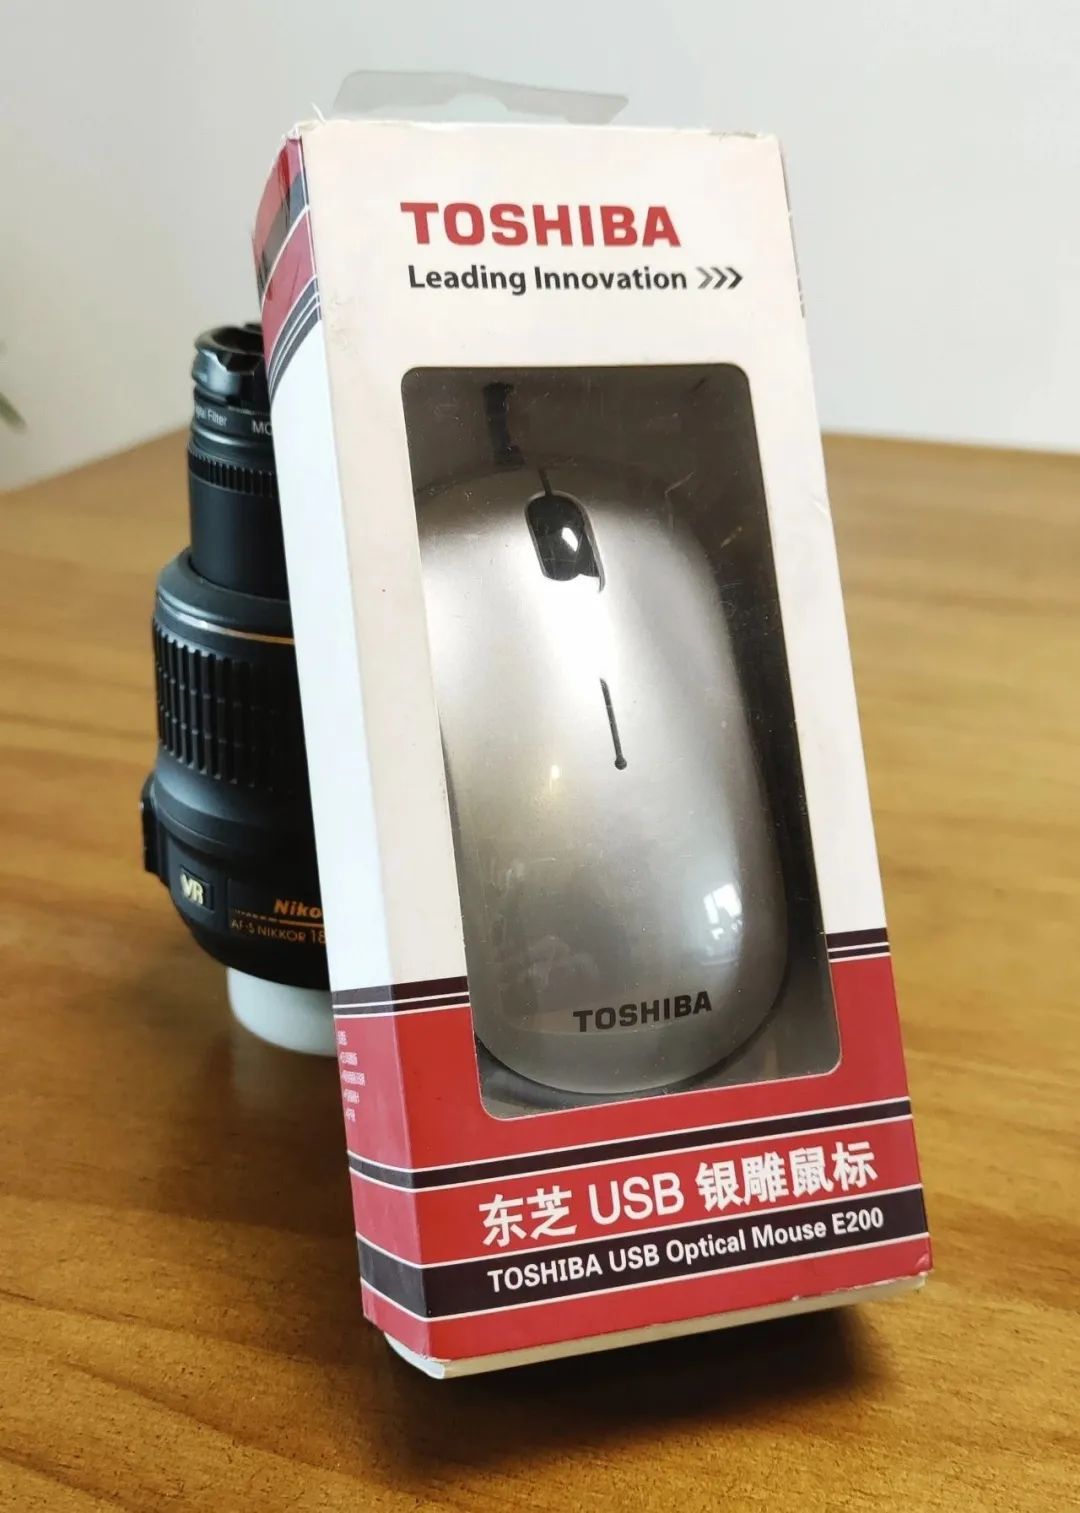 TOSHIBA
Leading Innovation >>>
TOSHIBA
东芝 USB 银雕鼠标
TOSHIBA USB Optical Mouse E200
Filter
VR
AF-S NIKKOR 18